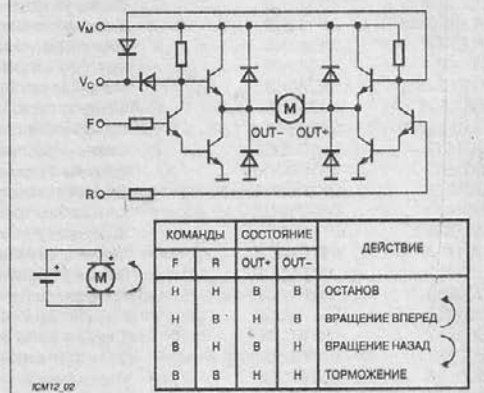 VM
VC
F
R
M
OUT− OUT+
КОМАНДЫ СОСТОЯНИЕ ДЕЙСТВИЕ
F R OUT+ OUT−
Н Н В В ОСТАНОВ
Н В Н В ВРАЩЕНИЕ ВПЕРЕД
В Н В Н ВРАЩЕНИЕ НАЗАД
В В Н Н ТОРМОЖЕНИЕ
+ +
M
ICM12_02